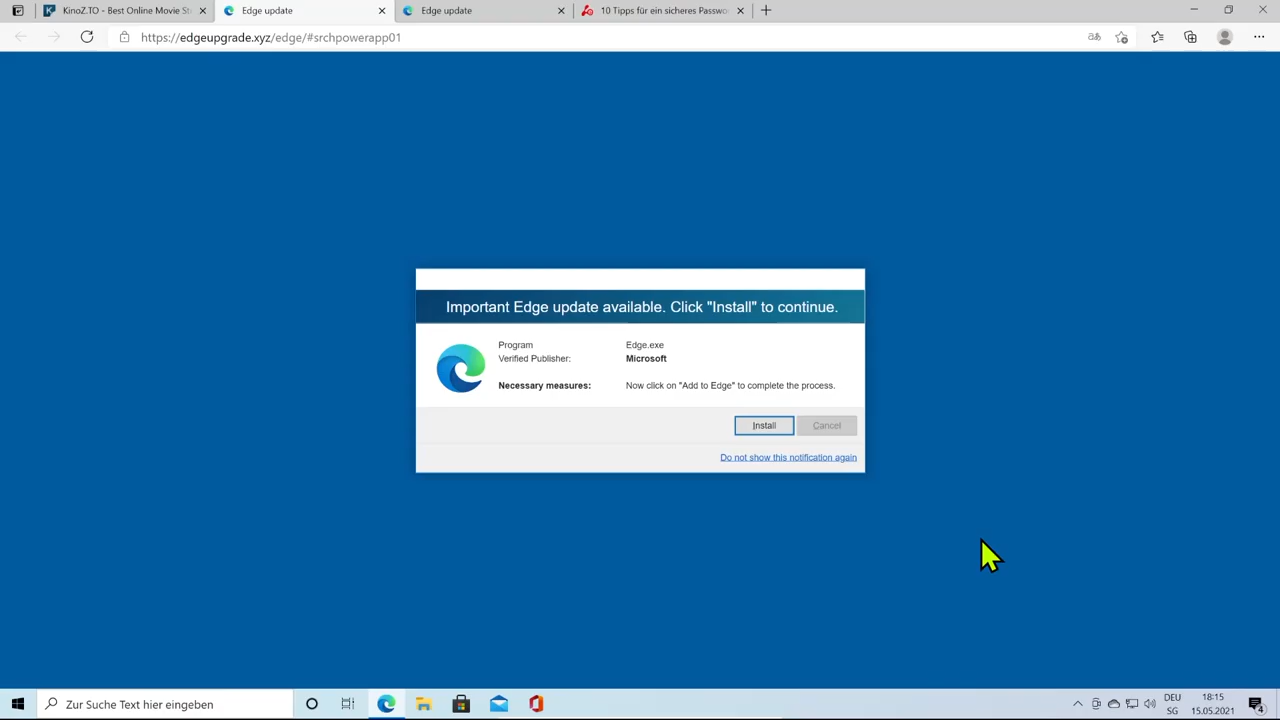 KinoZ.TO - Best Online Movie St
Edge update
Edge update
10 Tipps für ein sicheres Passwo
https://edgeupgrade.xyz/edge/#srchpowerapp01
aあ
Important Edge update available. Click "Install" to continue.
Program Edge.exe
Verified Publisher: Microsoft
Necessary measures: Now click on "Add to Edge" to complete the process.
Install Cancel
Do not show this notification again
Zur Suche Text hier eingeben
DEU 18:15
SG 15.05.2021
4